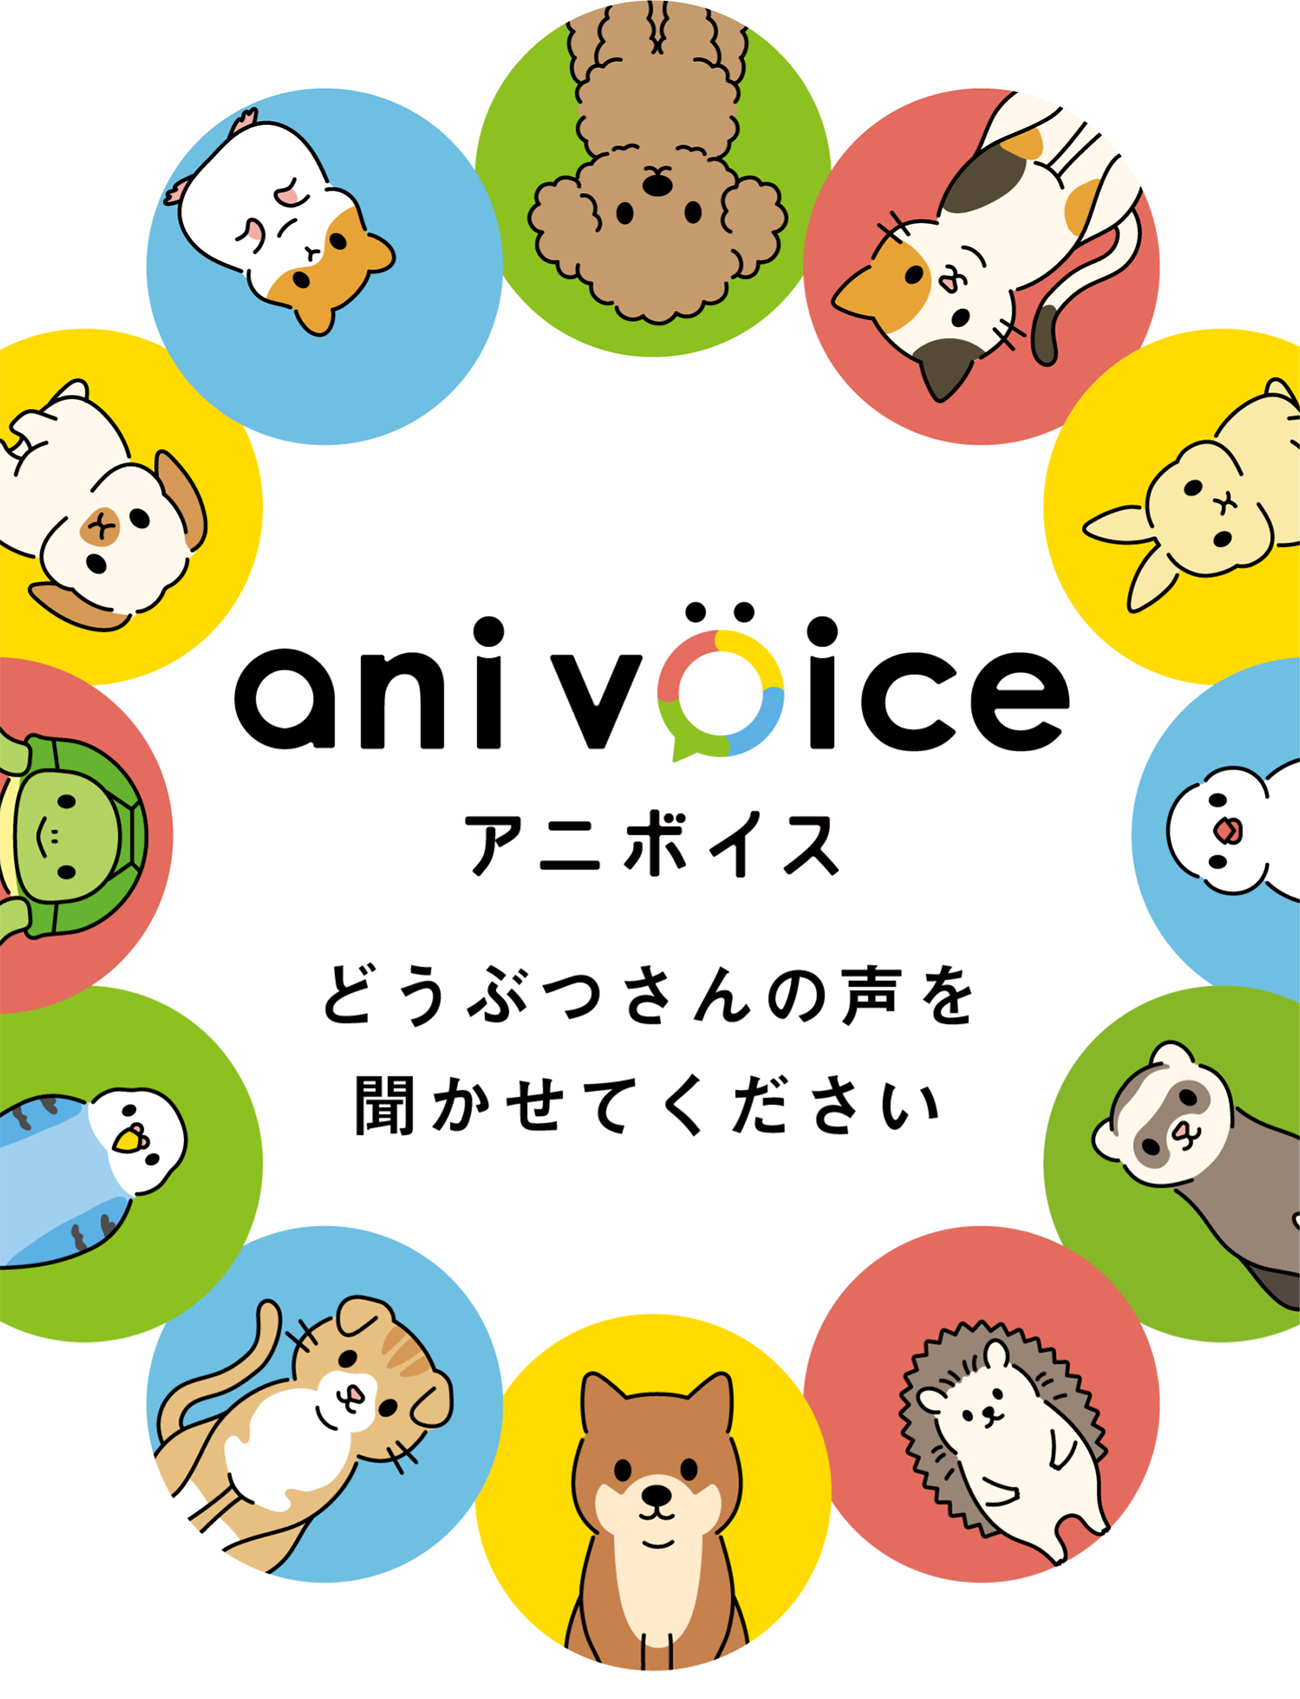 anivoice
アニボイス
どうぶつさんの声を
聞かせてください